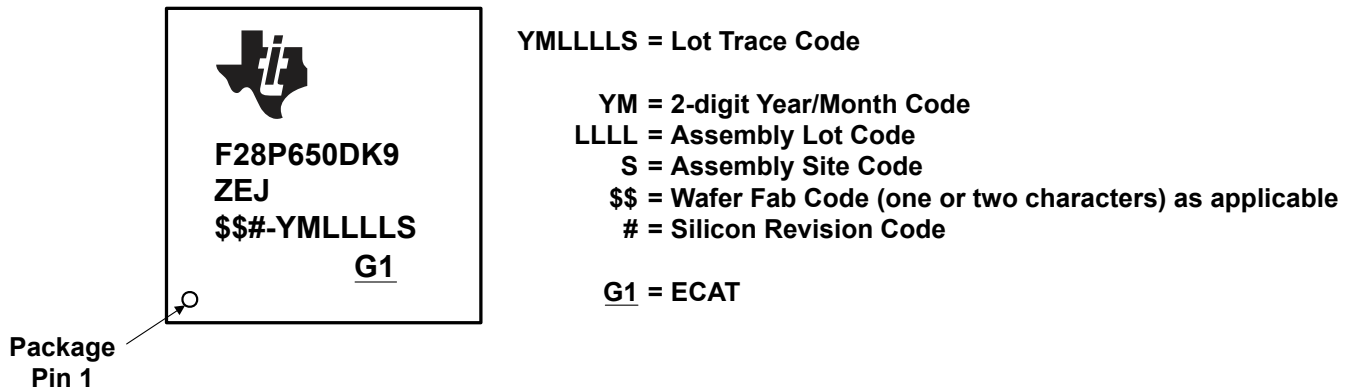 F28P650DK9
ZEJ
$$#-YMLLLLS
G1
Package
Pin 1
YMLLLLS = Lot Trace Code
YM = 2-digit Year/Month Code
LLLL = Assembly Lot Code
S = Assembly Site Code
$$ = Wafer Fab Code (one or two characters) as applicable
# = Silicon Revision Code
G1 = ECAT